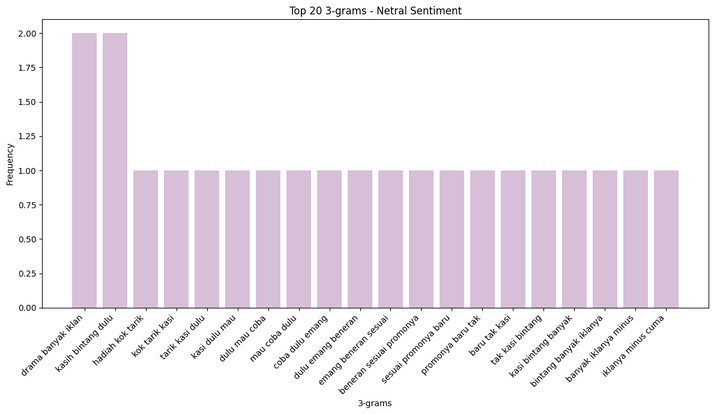 Top 20 3-grams - Netral Sentiment
2.00
1.75
1.50
1.25
1.00
0.75
0.50
0.25
0.00
Frequency
drama banyak iklan
kasih bintang dulu
hadiah kok tarik
kok tarik kasi
tarik kasi dulu
kasi dulu mau
dulu mau coba
mau coba dulu
coba dulu emang
dulu emang beneran
emang beneran sesuai
beneran sesuai promonya
sesuai promonya baru
promonya baru tak
baru tak kasi
tak kasi bintang
kasi bintang banyak
bintang banyak iklanya
banyak iklanya minus
iklanya minus cuma
3-grams